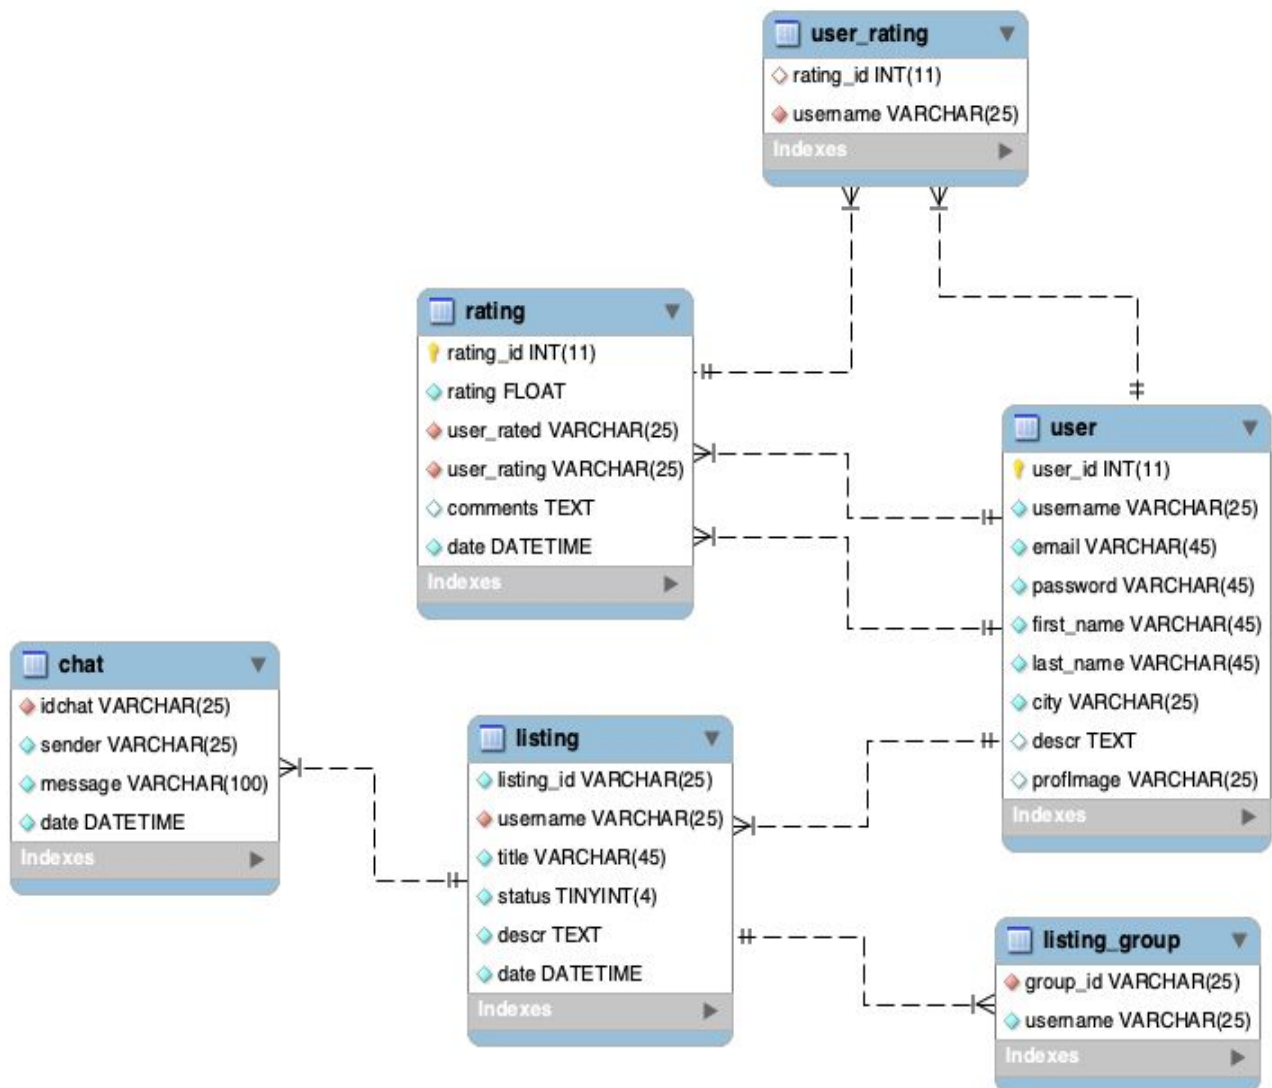 user_rating
rating_id INT(11)
username VARCHAR(25)
Indexes
rating
rating_id INT(11)
rating FLOAT
user_rated VARCHAR(25)
user_rating VARCHAR(25)
comments TEXT
date DATETIME
Indexes
user
user_id INT(11)
username VARCHAR(25)
email VARCHAR(45)
password VARCHAR(45)
first_name VARCHAR(45)
last_name VARCHAR(45)
city VARCHAR(25)
descr TEXT
profImage VARCHAR(25)
Indexes
chat
idchat VARCHAR(25)
sender VARCHAR(25)
message VARCHAR(100)
date DATETIME
Indexes
listing
listing_id VARCHAR(25)
username VARCHAR(25)
title VARCHAR(45)
status TINYINT(4)
descr TEXT
date DATETIME
Indexes
listing_group
group_id VARCHAR(25)
username VARCHAR(25)
Indexes